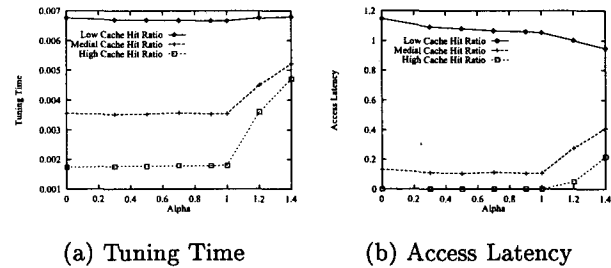 0.007
0.006
0.005
0.004
0.003
0.002
0.001
Tuning Time
Low Cache Hit Ratio
Medial Cache Hit Ratio
High Cache Hit Ratio
0 0.2 0.4 0.6 0.8 1 1.2 1.4
Alpha
(a) Tuning Time
1.2
1
0.8
0.6
0.4
0.2
0
Access Latency
Low Cache Hit Ratio
Medial Cache Hit Ratio
High Cache Hit Ratio
0 0.2 0.4 0.6 0.8 1 1.2 1.4
Alpha
(b) Access Latency